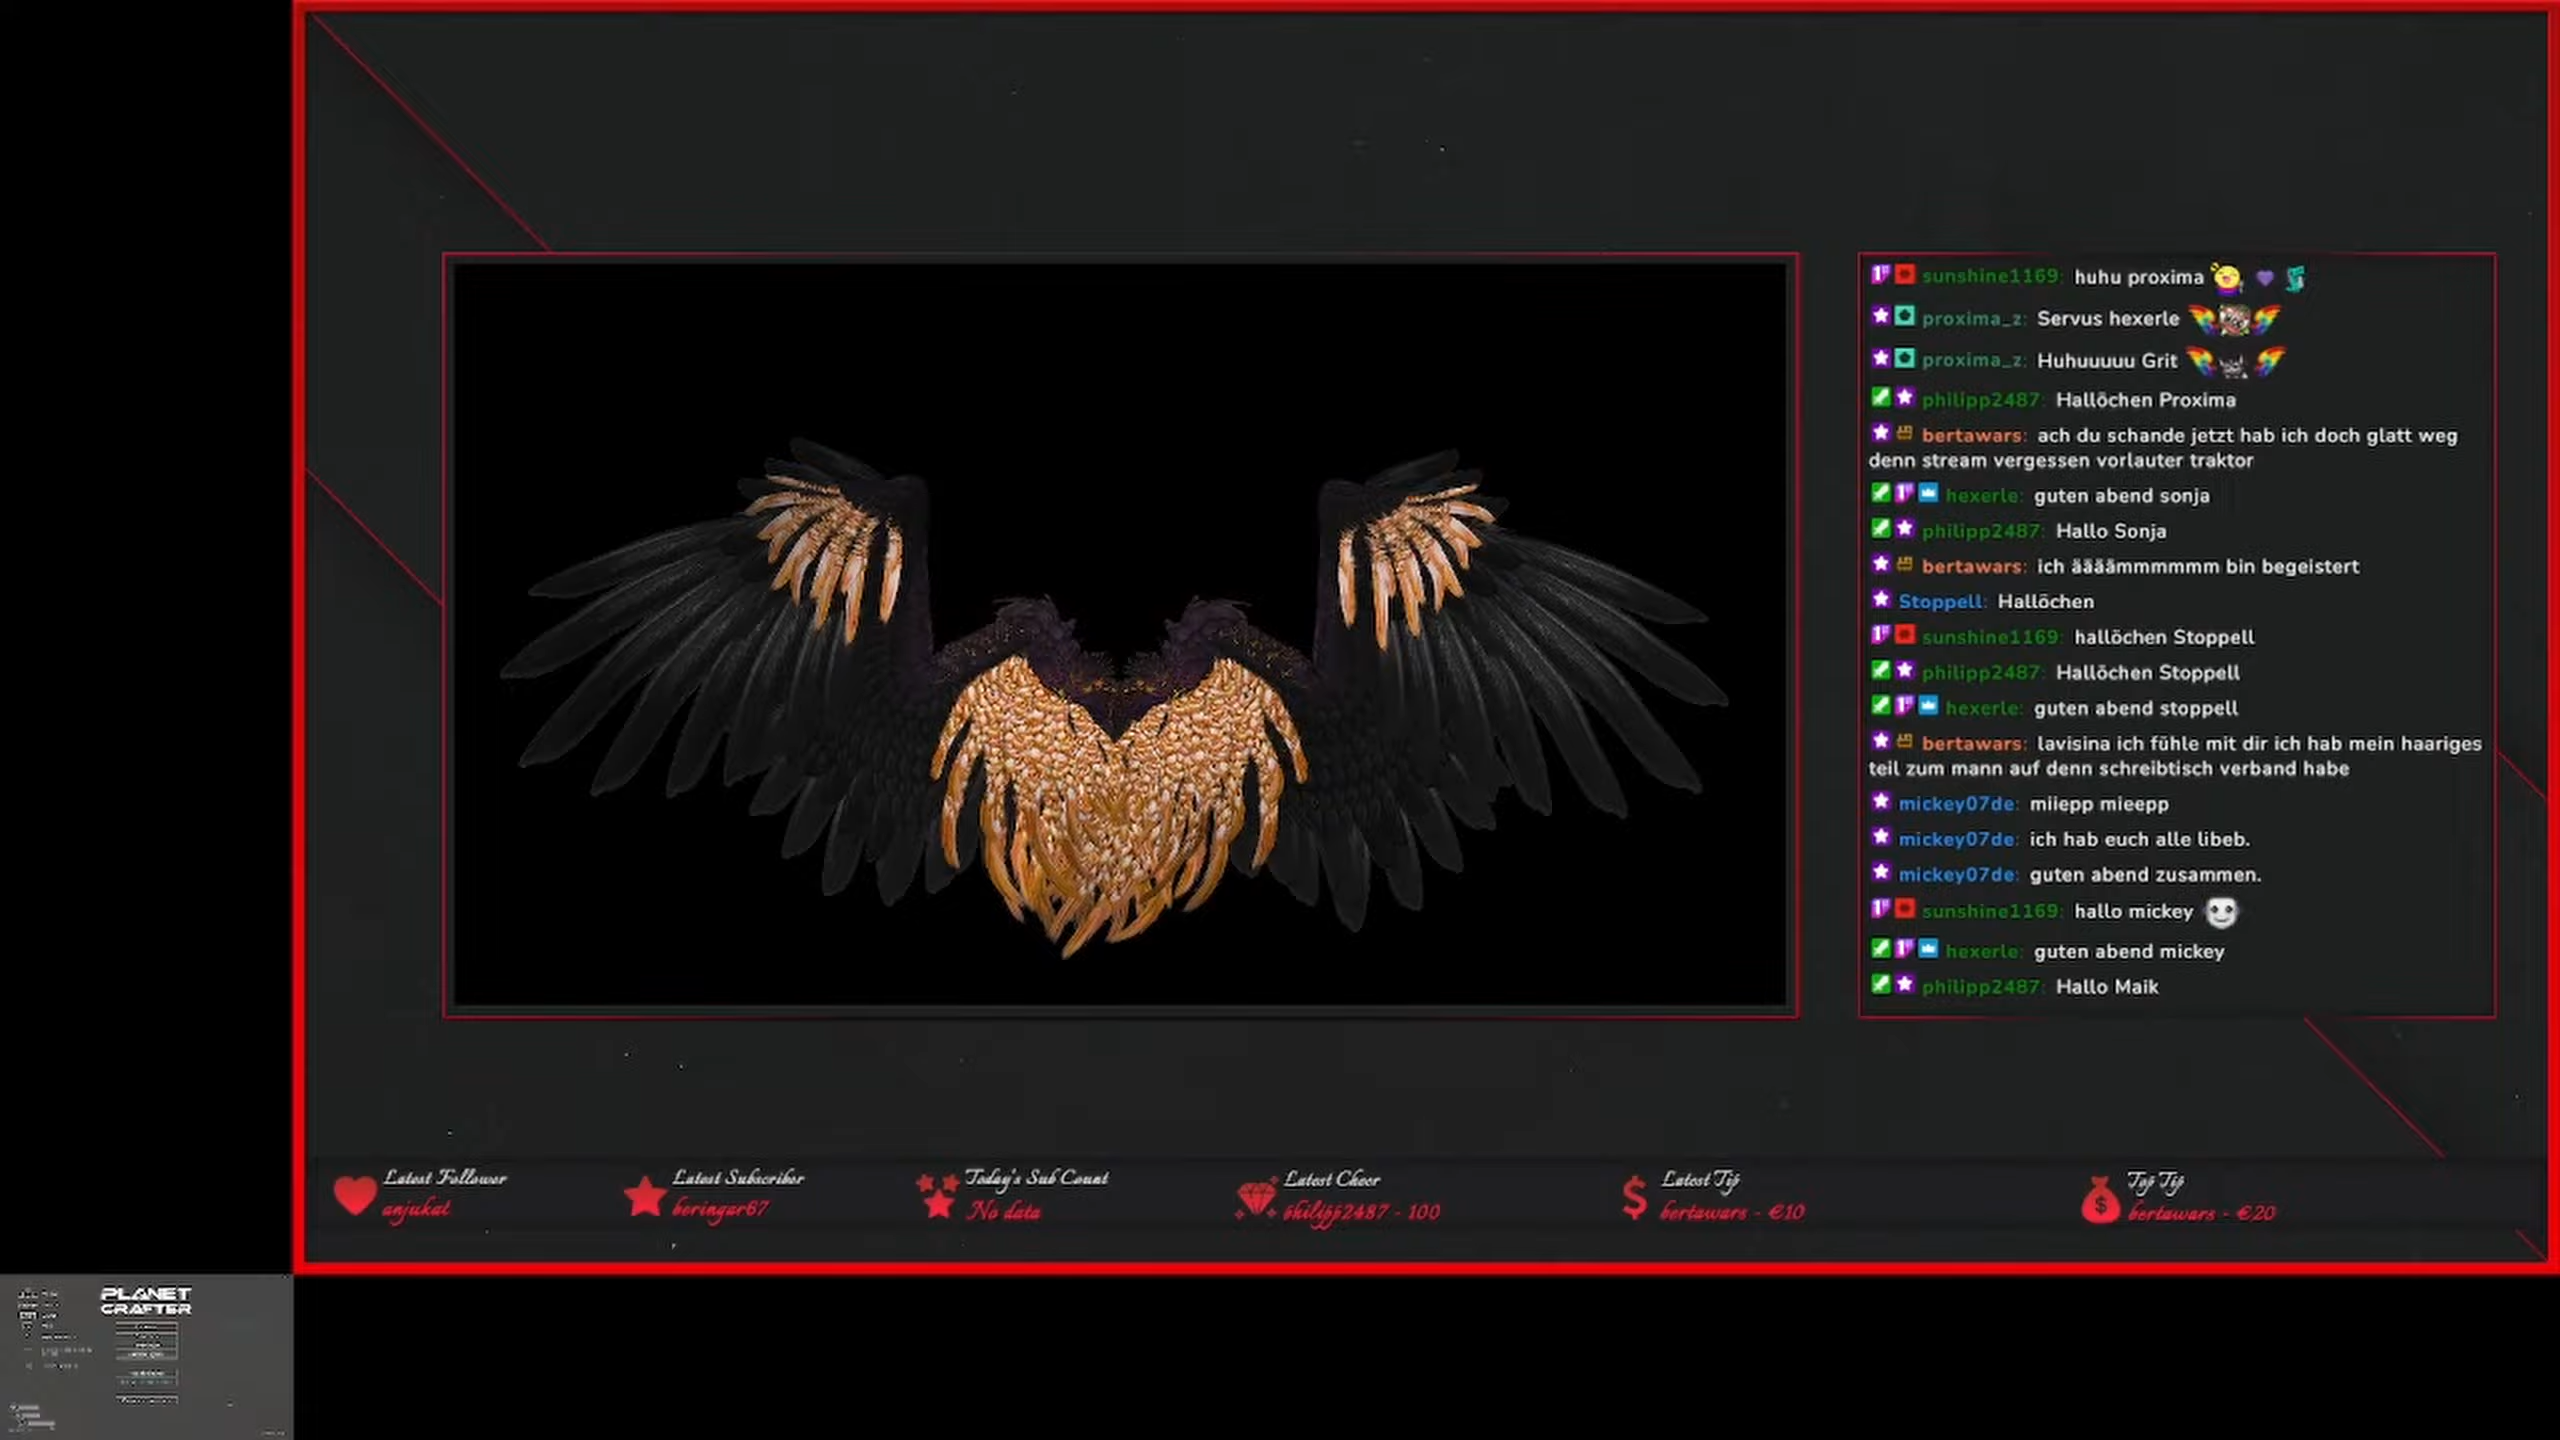 sunshine1169: huhu proxima
proxima_z: Servus hexerle
proxima_z: Huhuuuuu Grit
philipp2487: Hallöchen Proxima
bertawars: ach du schande jetzt hab ich doch glatt weg
denn stream vergessen vorlauter traktor
hexerle: guten abend sonja
philipp2487: Hallo Sonja
bertawars: ich äääämmmmmm bin begeistert
Stoppell: Hallöchen
sunshine1169: hallöchen Stoppell
philipp2487: Hallöchen Stoppell
hexerle: guten abend stoppell
bertawars: lavisina ich fühle mit dir ich hab mein haariges
teil zum mann auf denn schreibtisch verband habe
mickey07de: miiepp mieepp
mickey07de: ich hab euch alle libeb.
mickey07de: guten abend zusammen.
sunshine1169: hallo mickey
hexerle: guten abend mickey
philipp2487: Hallo Maik
Latest Follower
anjukat
Latest Subscriber
beringar67
Today's Sub Count
No data
Latest Cheer
philipp2487 - 100
Latest Tip
bertawars - €10
Top Tip
bertawars - €20
PLANET
CRAFTER